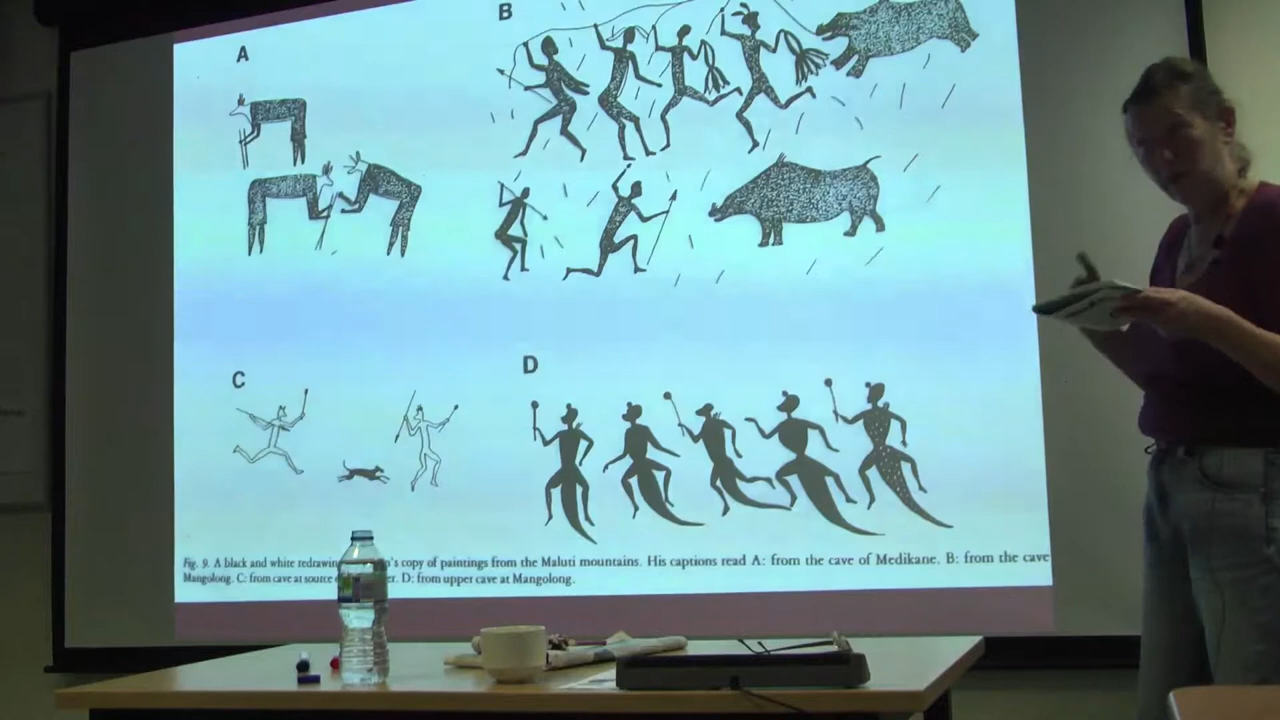 A
B
C
D
Fig. 9. A black and white redrawin 's copy of paintings from the Maluti mountains. His captions read A: from the cave of Medikane. B: from the cave
Mangolong. C: from cave at source er. D: from upper cave at Mangolong.